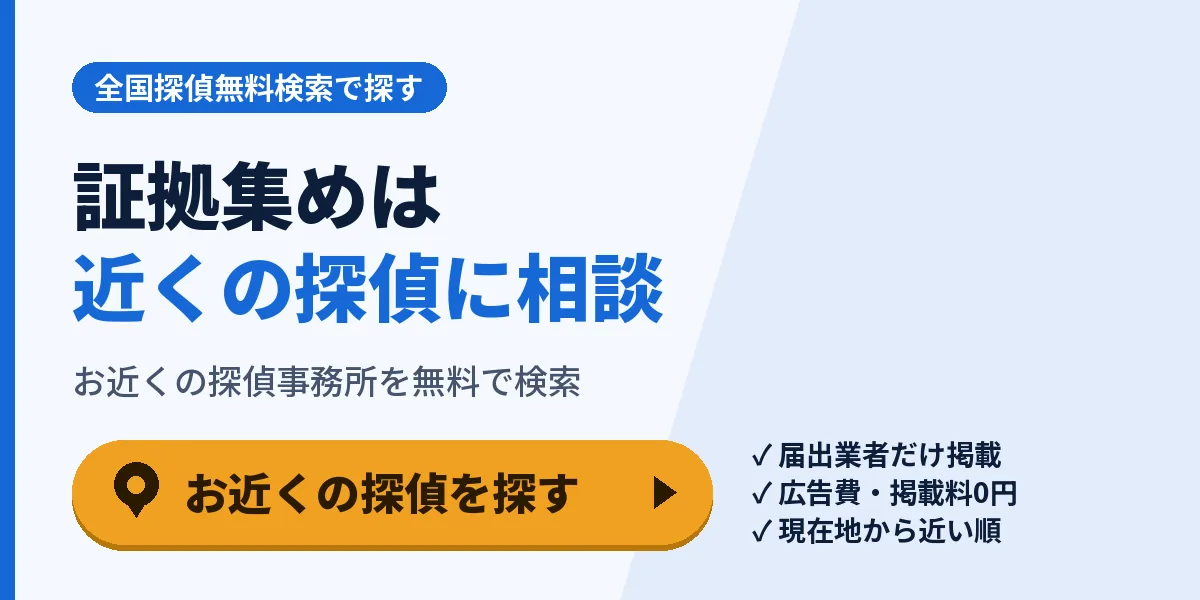 全国探偵無料検索で探す
証拠集めは
近くの探偵に相談
お近くの探偵事務所を無料で検索
お近くの探偵を探す
✓届出業者だけ掲載
✓広告費・掲載料0円
✓現在地から近い順